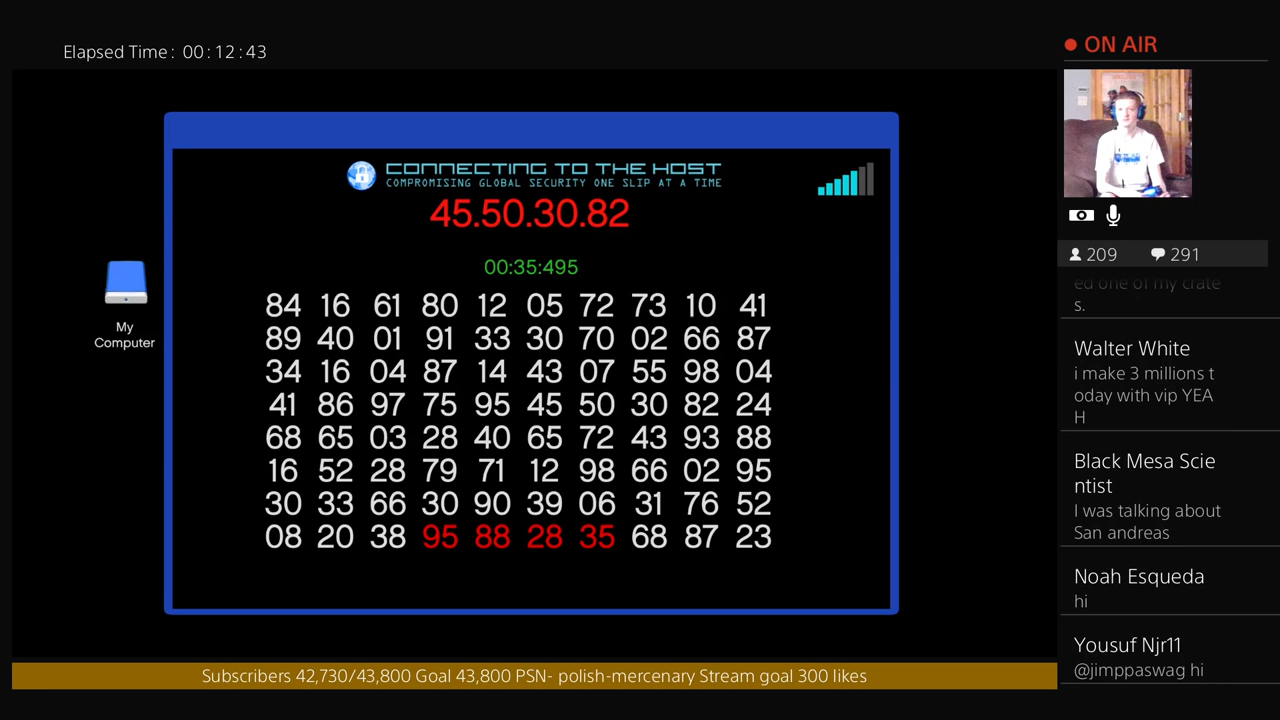 Elapsed Time: 00:12:43
ON AIR
CONNECTING TO THE HOST
COMPROMISING GLOBAL SECURITY ONE SLIP AT A TIME
45.50.30.82
00:35:495
84 16 61 80 12 05 72 73 10 41
89 40 01 91 33 30 70 02 66 87
34 16 04 87 14 43 07 55 98 04
41 86 97 75 95 45 50 30 82 24
68 65 03 28 40 65 72 43 93 88
16 52 28 79 71 12 98 66 02 95
30 33 66 30 90 39 06 31 76 52
08 20 38 95 88 28 35 68 87 23
My
Computer
209 291
ed one of my crate
s.
Walter White
i make 3 millions t
oday with vip YEA
H
Black Mesa Scie
ntist
I was talking about
San andreas
Noah Esqueda
hi
Yousuf Njr11
@jimppaswag hi
Subscribers 42,730/43,800 Goal 43,800 PSN- polish-mercenary Stream goal 300 likes